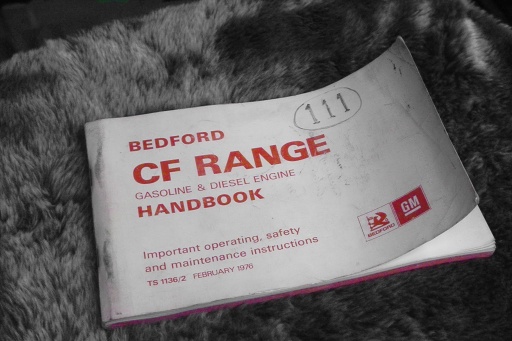 111
BEDFORD
CF RANGE
GASOLINE & DIESEL ENGINE
HANDBOOK
BEDFORD
GM
Important operating, safety
and maintenance instructions
TS 1136/2 FEBRUARY 1976